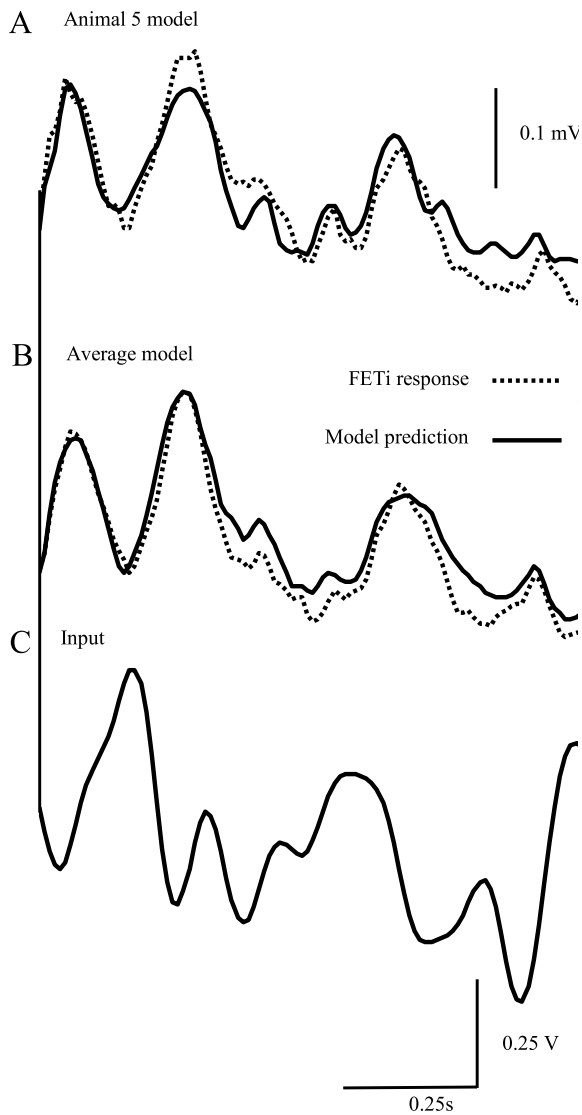 A
Animal 5 model
0.1 mV
B
Average model
FETi response
Model prediction
C
Input
0.25 V
0.25s